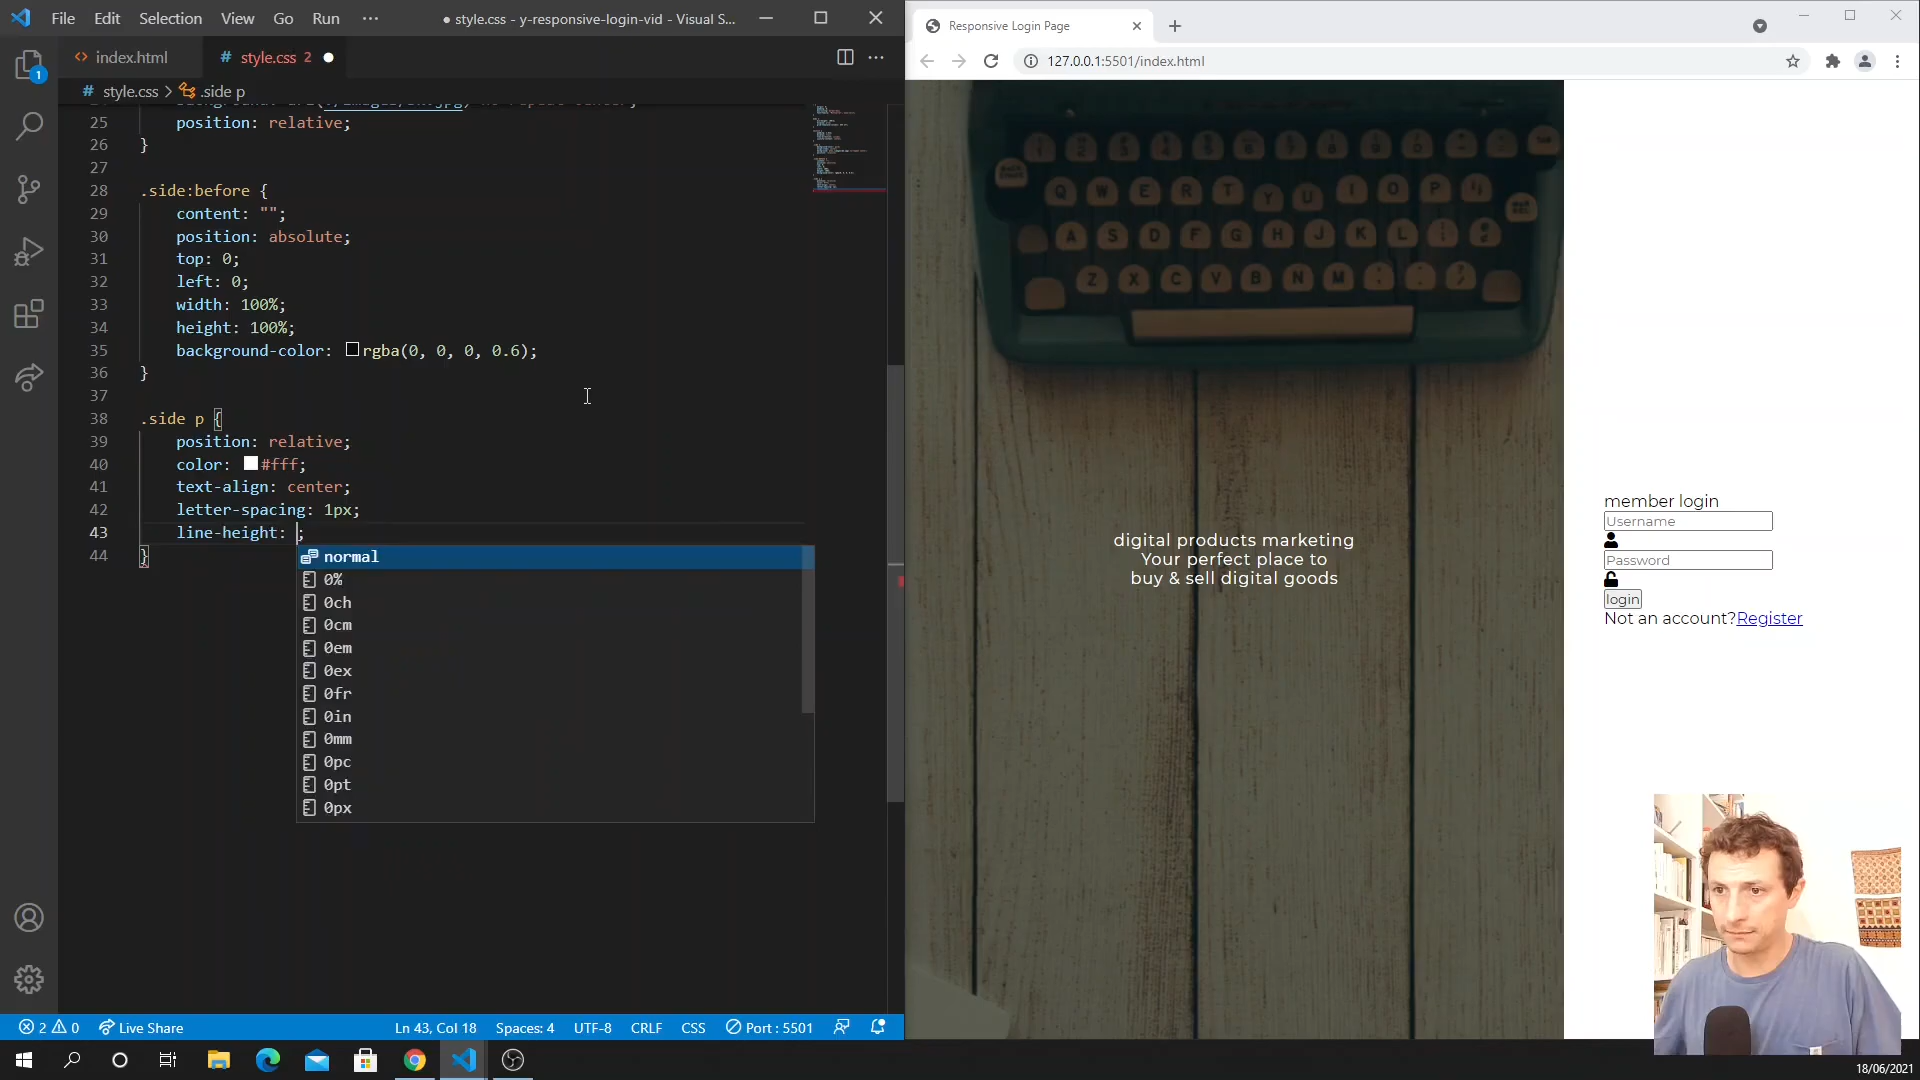 File Edit Selection View Go Run ···
● style.css - y-responsive-login-vid - Visual S...
index.html
# style.css 2 ●
# style.css > .side p
25 position: relative;
26 }
27
28 .side:before {
29 content: "";
30 position: absolute;
31 top: 0;
32 left: 0;
33 width: 100%;
34 height: 100%;
35 background-color: rgba(0, 0, 0, 0.6);
36 }
37
38 .side p {
39 position: relative;
40 color: #fff;
41 text-align: center;
42 letter-spacing: 1px;
43 line-height: ;
44 }
normal
0%
0ch
0cm
0em
0ex
0fr
0in
0mm
0pc
0pt
0px
1
2 0 Live Share
Ln 43, Col 18 Spaces: 4 UTF-8 CRLF CSS Port : 5501
Responsive Login Page
127.0.0.1:5501/index.html
Q W E R T Y U I O P
A S D F G H J K L
Z X C V B N M
digital products marketing
Your perfect place to
buy & sell digital goods
member login
Username
Password
login
Not an account?Register
18/06/2021